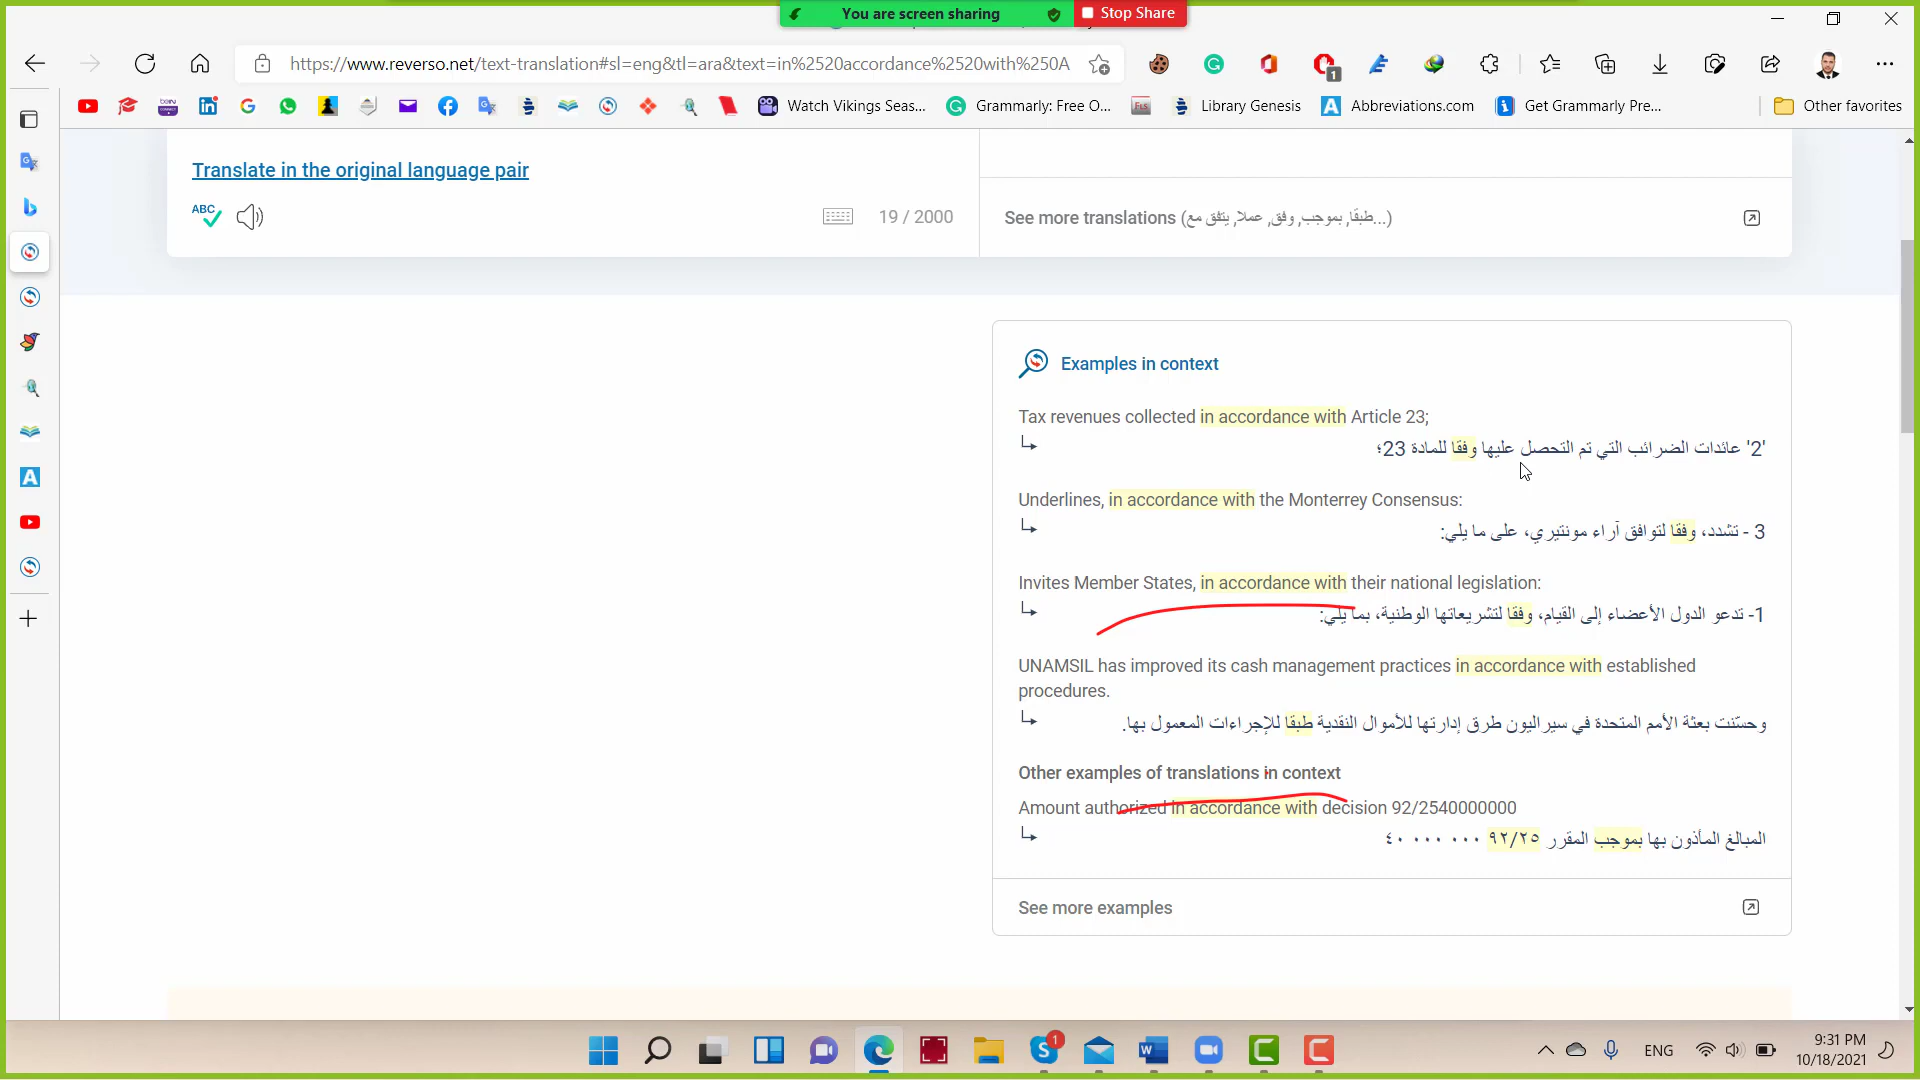 You are screen sharing
Stop Share
https://www.reverso.net/text-translation#sl=eng&tl=ara&text=in%2520accordance%2520with%250A
1
Watch Vikings Seas...
Grammarly: Free O...
Library Genesis
Abbreviations.com
Get Grammarly Pre...
Other favorites
Translate in the original language pair
ABC
19 / 2000
See more translations (طبقًا, بموجب, وفق, عملا, يتفق مع...)
Examples in context
Tax revenues collected in accordance with Article 23;
'2' عائدات الضرائب التي تم التحصل عليها وفقا للمادة 23؛
Underlines, in accordance with the Monterrey Consensus:
3 - تشدد، وفقا لتوافق آراء مونتيري، على ما يلي:
Invites Member States, in accordance with their national legislation:
1- تدعو الدول الأعضاء إلى القيام، وفقا لتشريعاتها الوطنية، بما يلي:
UNAMSIL has improved its cash management practices in accordance with established
procedures.
وحسّنت بعثة الأمم المتحدة في سيراليون طرق إدارتها للأموال النقدية طبقا للإجراءات المعمول بها.
Other examples of translations in context
Amount authorized in accordance with decision 92/2540000000
المبالغ المأذون بها بموجب المقرر ٩٢/٢٥ ٠٠٠ ٠٠٠ ٤٠
See more examples
1
ENG
9:31 PM
10/18/2021